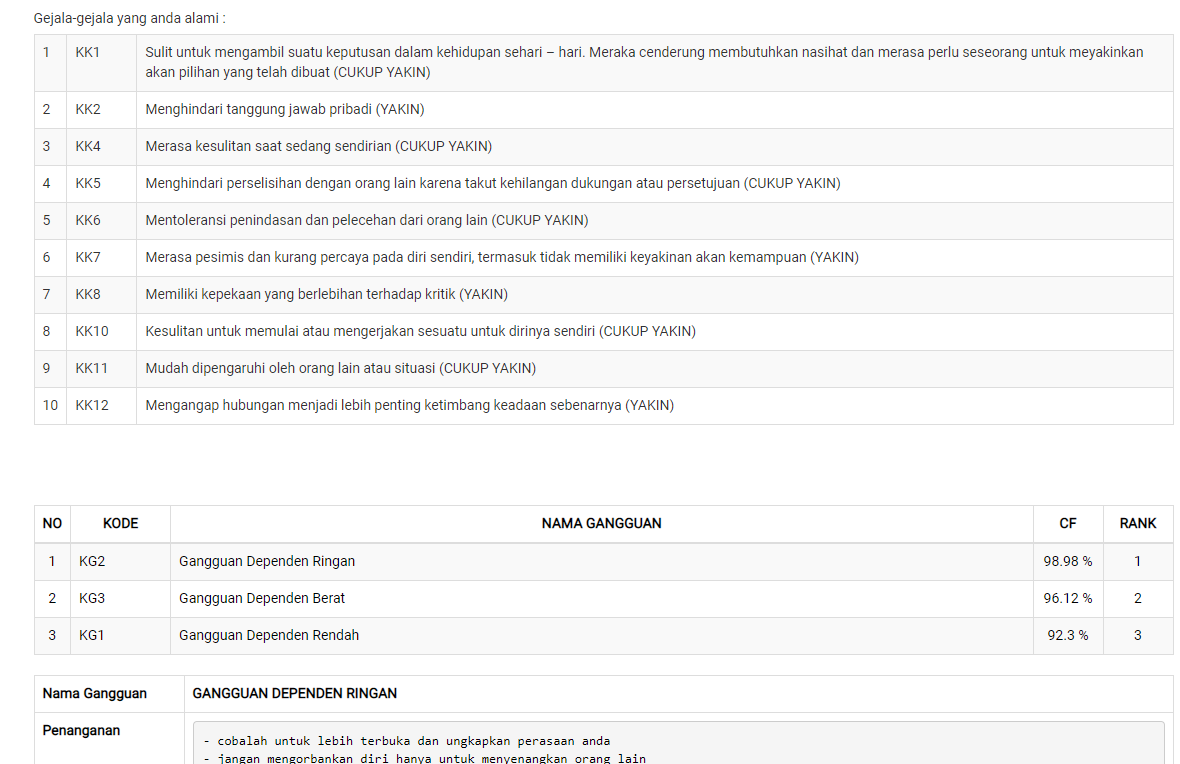 Gejala-gejala yang anda alami :
1 KK1 Sulit untuk mengambil suatu keputusan dalam kehidupan sehari – hari. Meraka cenderung membutuhkan nasihat dan merasa perlu seseorang untuk meyakinkan
akan pilihan yang telah dibuat (CUKUP YAKIN)
2 KK2 Menghindari tanggung jawab pribadi (YAKIN)
3 KK4 Merasa kesulitan saat sedang sendirian (CUKUP YAKIN)
4 KK5 Menghindari perselisihan dengan orang lain karena takut kehilangan dukungan atau persetujuan (CUKUP YAKIN)
5 KK6 Mentoleransi penindasan dan pelecehan dari orang lain (CUKUP YAKIN)
6 KK7 Merasa pesimis dan kurang percaya pada diri sendiri, termasuk tidak memiliki keyakinan akan kemampuan (YAKIN)
7 KK8 Memiliki kepekaan yang berlebihan terhadap kritik (YAKIN)
8 KK10 Kesulitan untuk memulai atau mengerjakan sesuatu untuk dirinya sendiri (CUKUP YAKIN)
9 KK11 Mudah dipengaruhi oleh orang lain atau situasi (CUKUP YAKIN)
10 KK12 Mengangap hubungan menjadi lebih penting ketimbang keadaan sebenarnya (YAKIN)
NO KODE NAMA GANGGUAN CF RANK
1 KG2 Gangguan Dependen Ringan 98.98 % 1
2 KG3 Gangguan Dependen Berat 96.12 % 2
3 KG1 Gangguan Dependen Rendah 92.3 % 3
Nama Gangguan GANGGUAN DEPENDEN RINGAN
Penanganan
- cobalah untuk lebih terbuka dan ungkapkan perasaan anda
- jangan mengorbankan diri hanya untuk menyenangkan orang lain